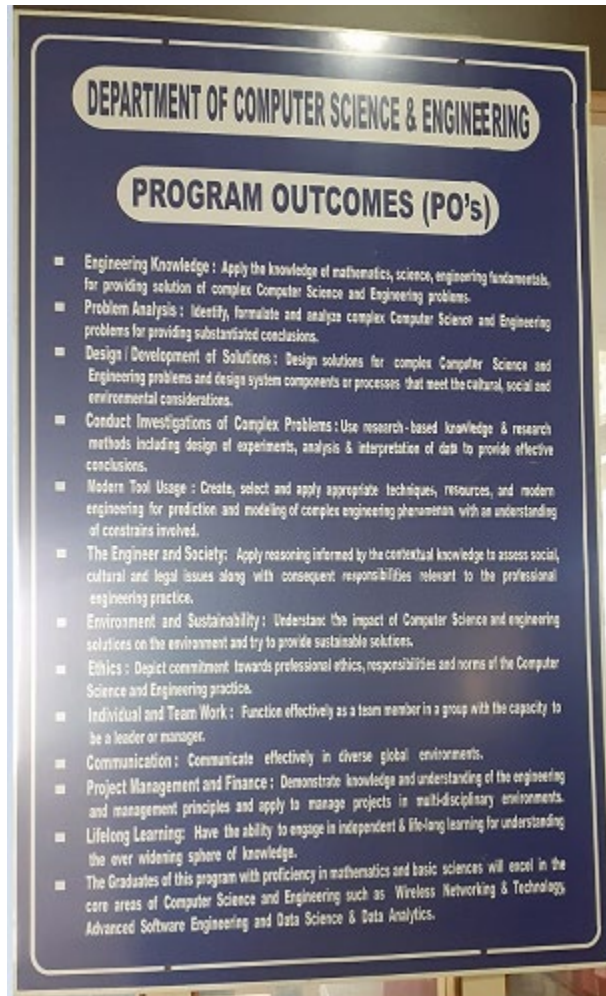 DEPARTMENT OF COMPUTER SCIENCE & ENGINEERING
PROGRAM OUTCOMES (PO's)
Engineering Knowledge : Apply the knowledge of mathematics, science, engineering fundamentals,
for providing solution of complex Computer Science and Engineering problems.
Problem Analysis : Identify, formulate and analyze complex Computer Science and Engineering
problems for providing substantiated conclusions.
Design / Development of Solutions : Design solutions for complex Computer Science and
Engineering problems and design system components or processes that meet the cultural, social and
environmental considerations.
Conduct Investigations of Complex Problems : Use research - based knowledge & research
methods including design of experiments, analysis & interpretation of data to provide effective
conclusions.
Modern Tool Usage : Create, select and apply appropriate techniques, resources, and modern
engineering for prediction and modeling of complex engineering phenamenon with an understanding
of constrains involved.
The Engineer and Society: Apply reasoning informed by the contextual knowledge to assess social,
cultural and legal issues along with consequent responsibilities relevant to the professional
engineering practice.
Environment and Sustainability : Understand the impact of Computer Science and engineering
solutions on the environment and try to provide sustainable solutions.
Ethics : Depict commitment towards professional ethics, responsibilities and norms of the Computer
Science and Engineering practice.
Individual and Team Work : Function effectively as a team member in a group with the capacity to
be a leader or manager.
Communication : Communicate effectively in diverse global environments.
Project Management and Finance : Demonstrate knowledge and understanding of the engineering
and management principles and apply to manage projects in multi-disciplinary environments.
Lifelong Learning: Have the ability to engage in independent & life-long learning for understanding
the over widening sphere of knowledge.
The Graduates of this program with proficiency in mathematics and basic sciences will excel in the
core areas of Computer Science and Engineering such as Wireless Networking & Technology,
Advanced Software Engineering and Data Science & Data Analytics.